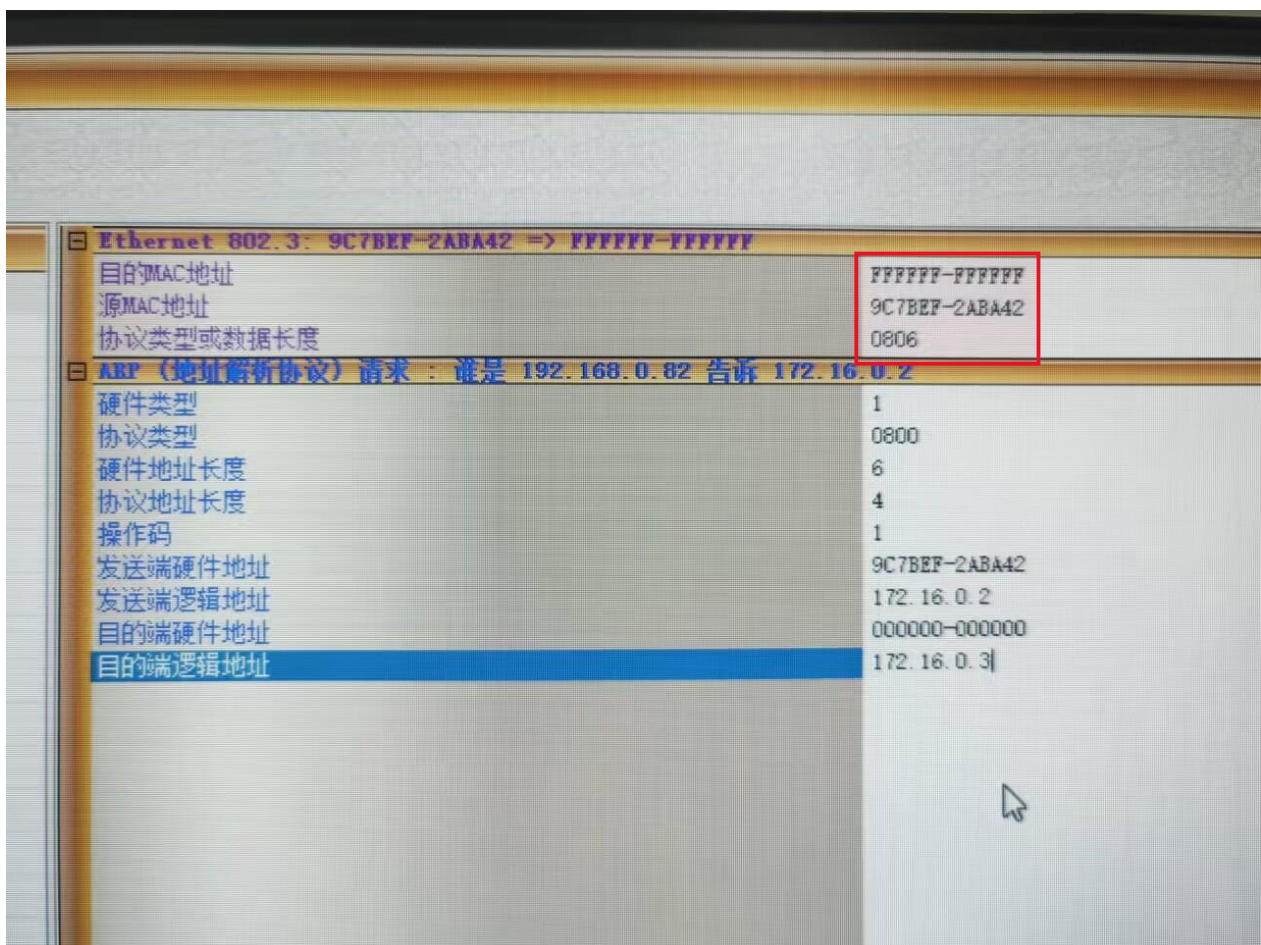 Ethernet 802.3: 9C7BEF-2ABA42 => FFFFFF-FFFFFF
目的MAC地址 FFFFFF-FFFFFF
源MAC地址 9C7BEF-2ABA42
协议类型或数据长度 0806
ARP (地址解析协议) 请求 : 谁是 192.168.0.82 告诉 172.16.0.2
硬件类型 1
协议类型 0800
硬件地址长度 6
协议地址长度 4
操作码 1
发送端硬件地址 9C7BEF-2ABA42
发送端逻辑地址 172.16.0.2
目的端硬件地址 000000-000000
目的端逻辑地址 172.16.0.3